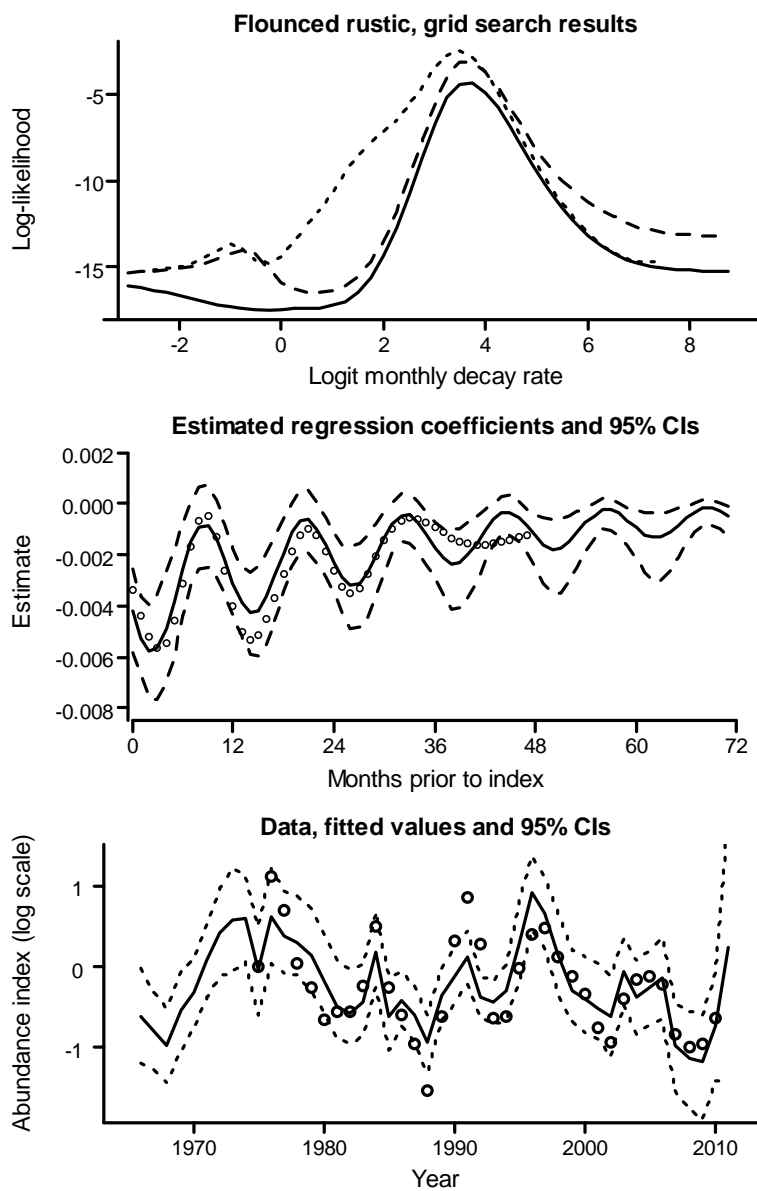 Flounced rustic, grid search results
Log-likelihood
-5
-10
-15
-2 0 2 4 6 8
Logit monthly decay rate
Estimated regression coefficients and 95% CIs
Estimate
0.002
0.000
-0.002
-0.004
-0.006
-0.008
0 12 24 36 48 60 72
Months prior to index
Data, fitted values and 95% CIs
Abundance index (log scale)
1
0
-1
1970 1980 1990 2000 2010
Year